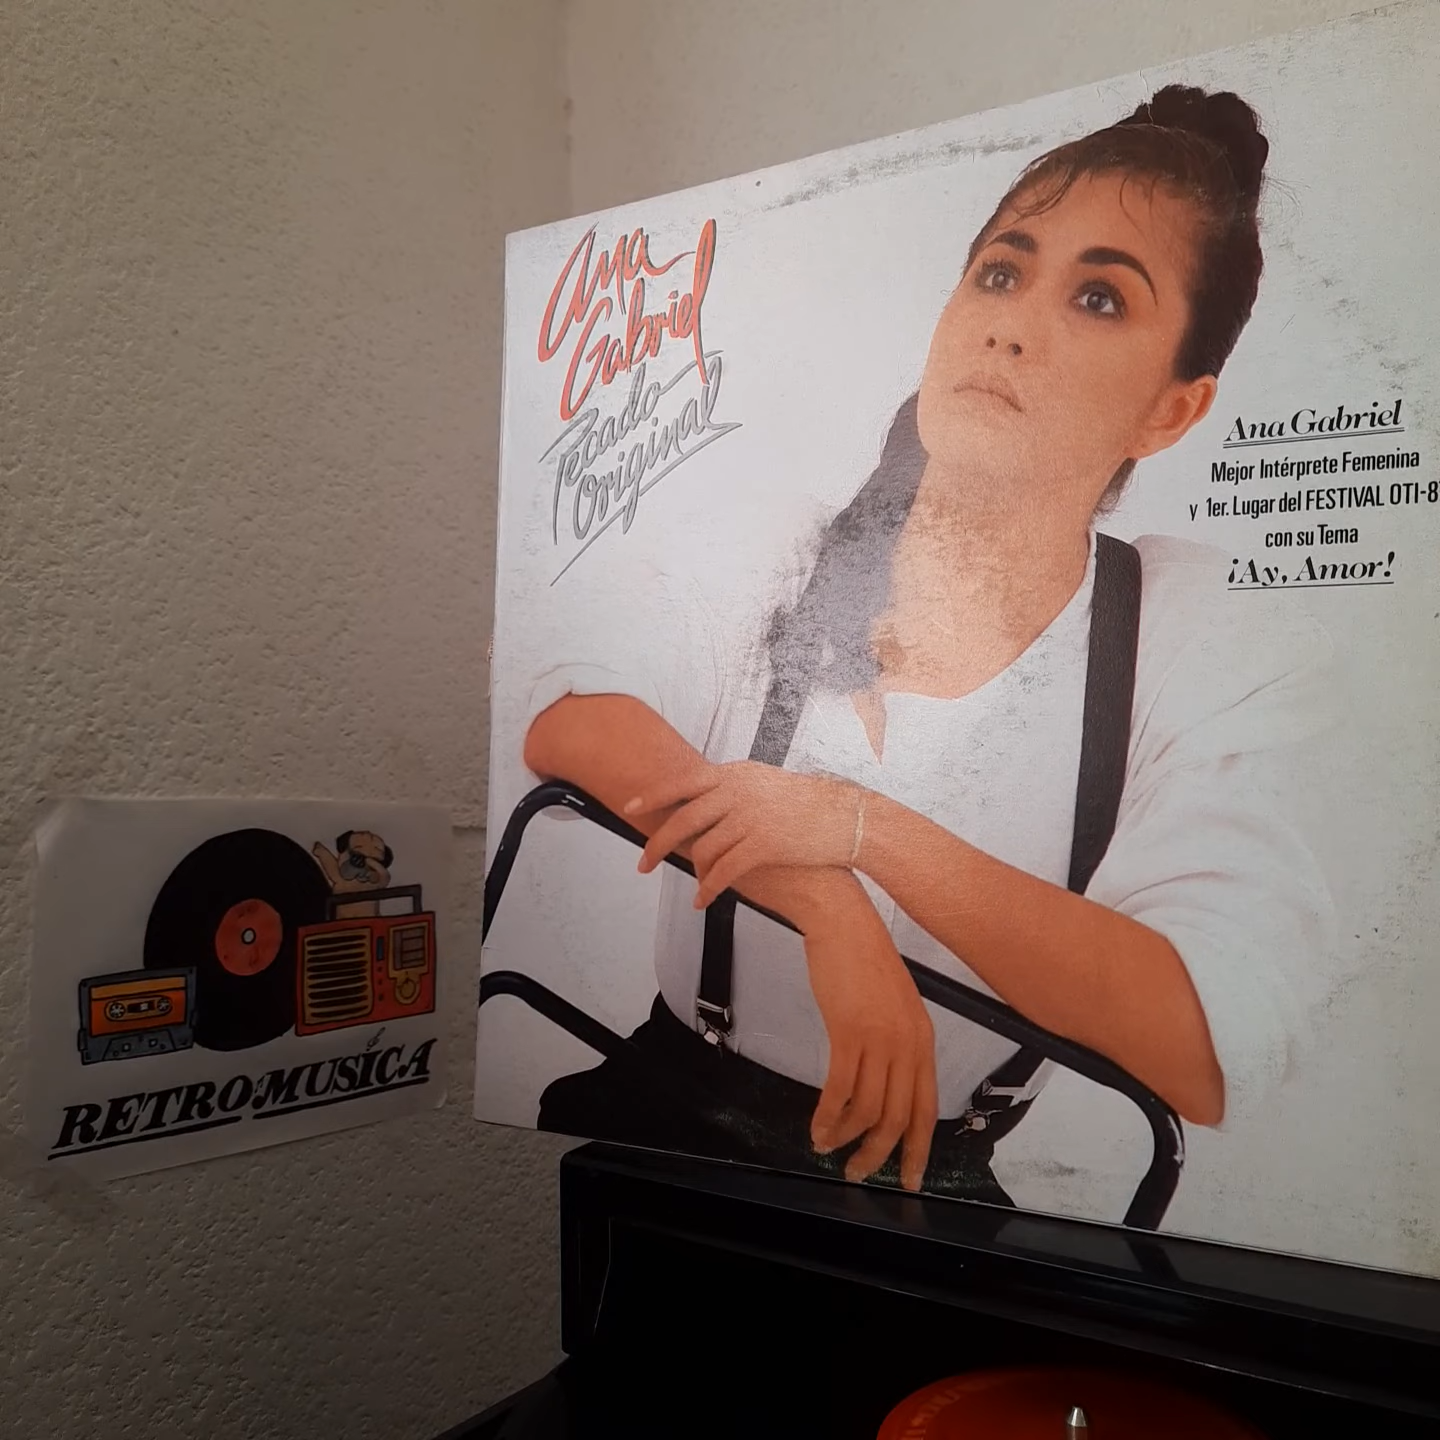 Ana
Gabriel
Pecado
Original
Ana Gabriel
Mejor Intérprete Femenina
y 1er. Lugar del FESTIVAL OTI-8
con su Tema
¡Ay, Amor!
RETROMUSICA